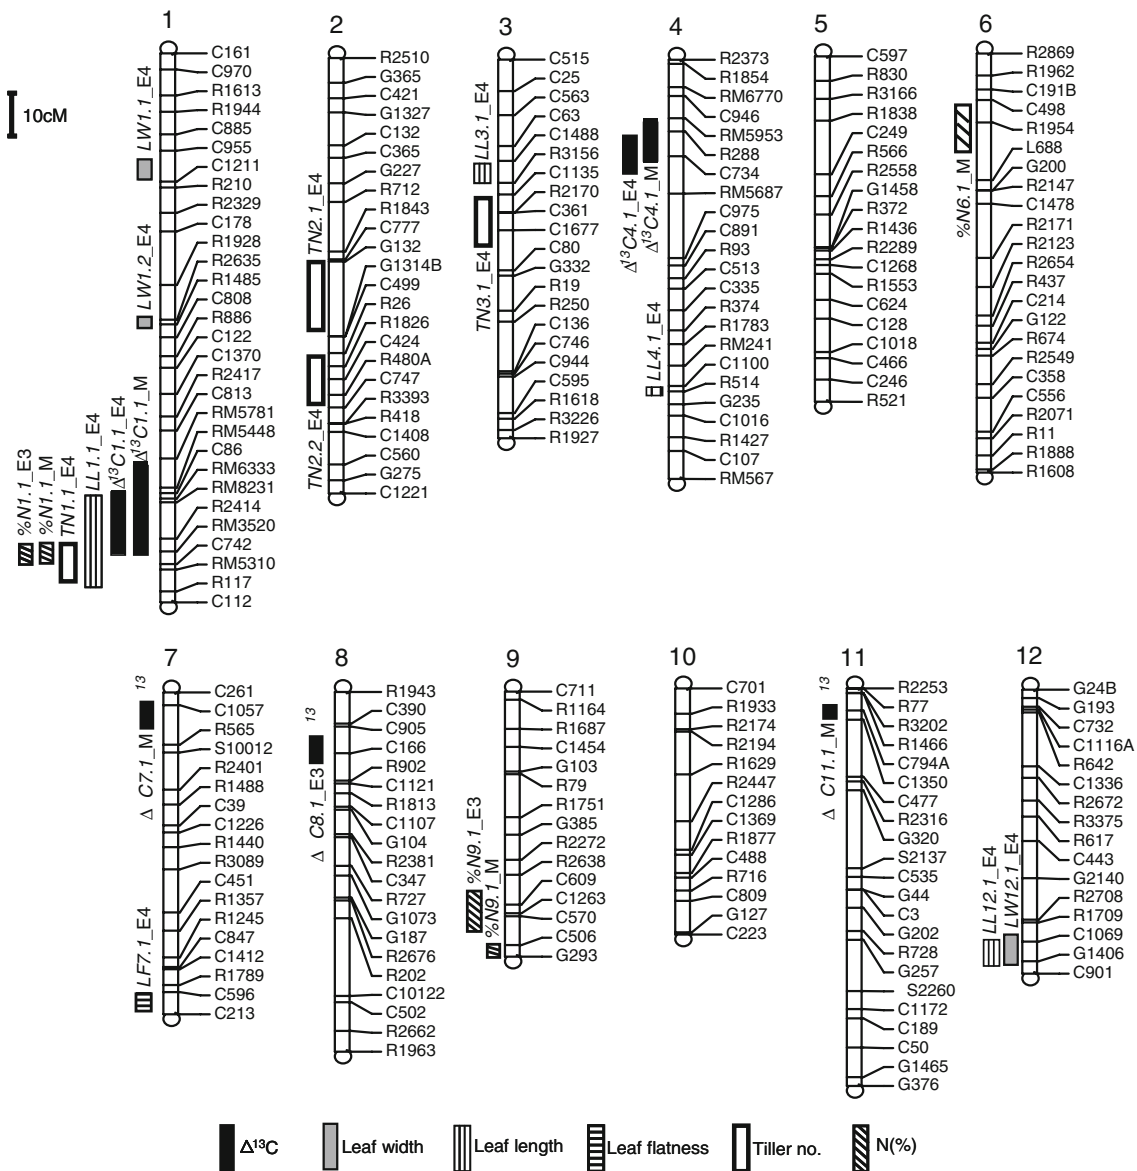 10cM
1
C161
C970
R1613
R1944
C885
C955
C1211
R210
R2329
C178
R1928
R2635
R1485
C808
R886
C122
C1370
R2417
C813
RM5781
RM5448
C86
RM6333
RM8231
R2414
RM3520
C742
RM5310
R117
C112
LW1.1_E4
LW1.2_E4
%N1.1_E3
%N1.1_M
TN1.1_E4
LL1.1_E4
Δ¹³C1.1_E4
Δ¹³C1.1_M
2
R2510
G365
C421
G1327
C132
C365
G227
R712
R1843
C777
G132
G1314B
C499
R26
R1826
C424
R480A
C747
R3393
R418
C1408
C560
G275
C1221
TN2.1_E4
TN2.2_E4
3
C515
C25
C563
C63
C1488
R3156
C1135
R2170
C361
C1677
C80
G332
R19
R250
C136
C746
C944
C595
R1618
R3226
R1927
LL3.1_E4
TN3.1_E4
4
R2373
R1854
RM6770
C946
RM5953
R288
C734
RM5687
C975
C891
R93
C513
C335
R374
R1783
RM241
C1100
R514
G235
C1016
R1427
C107
RM567
Δ¹³C4.1_E4
Δ¹³C4.1_M
LL4.1_E4
5
C597
R830
R3166
R1838
C249
R566
R2558
G1458
R372
R1436
R2289
C1268
R1553
C624
C128
C1018
C466
C246
R521
6
R2869
R1962
C191B
C498
R1954
L688
G200
R2147
C1478
R2171
R2123
R2654
R437
C214
G122
R674
R2549
C358
C556
R2071
R11
R1888
R1608
%N6.1_M
7
C261
C1057
R565
S10012
R2401
R1488
C39
C1226
R1440
R3089
C451
R1357
R1245
C847
C1412
R1789
C596
C213
Δ 13 C7.1_M
LF7.1_E4
8
R1943
C390
C905
C166
R902
C1121
R1813
C1107
G104
R2381
C347
R727
G1073
G187
R2676
R202
C10122
C502
R2662
R1963
Δ 13 C8.1_E3
9
C711
R1164
R1687
C1454
G103
R79
R1751
G385
R2272
R2638
C609
C1263
C570
C506
G293
%N9.1_E3
%N9.1_M
10
C701
R1933
R2174
R2194
R1629
R2447
C1286
C1369
R1877
C488
R716
C809
G127
C223
11
R2253
R77
R3202
R1466
C794A
C1350
C477
R2316
G320
S2137
C535
G44
C3
G202
R728
G257
S2260
C1172
C189
C50
G1465
G376
Δ 13 C11.1_M
12
G24B
G193
C732
C1116A
R642
C1336
R2672
R3375
R617
C443
G2140
R2708
R1709
C1069
G1406
C901
LL12.1_E4
LW12.1_E4
Δ¹³C
Leaf width
Leaf length
Leaf flatness
Tiller no.
N(%)